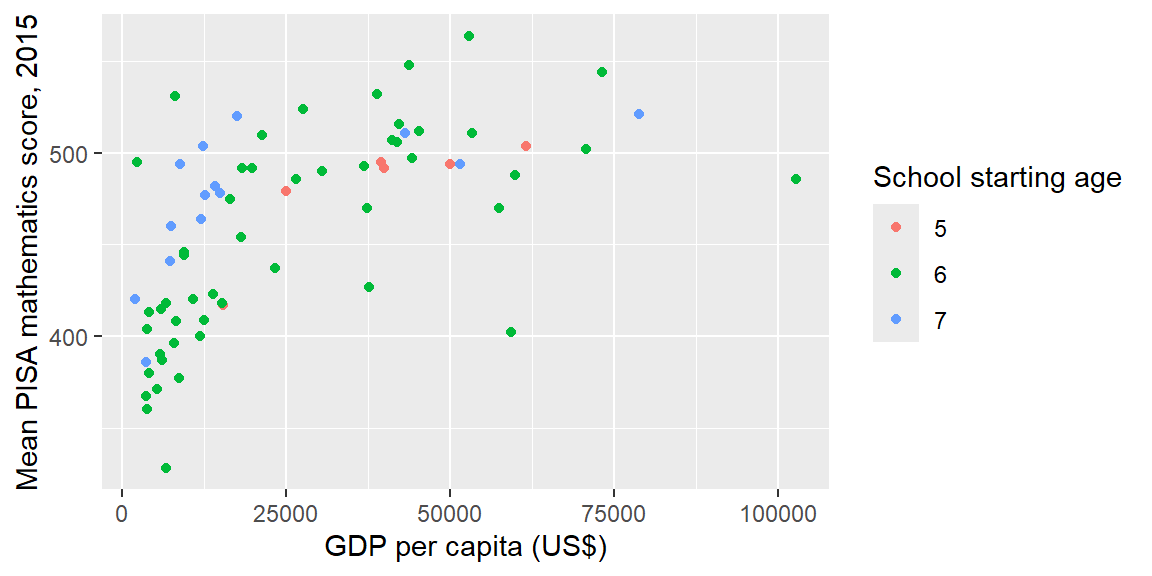 Mean PISA mathematics score, 2015
500
400
0 25000 50000 75000 100000
GDP per capita (US$)
School starting age
5
6
7